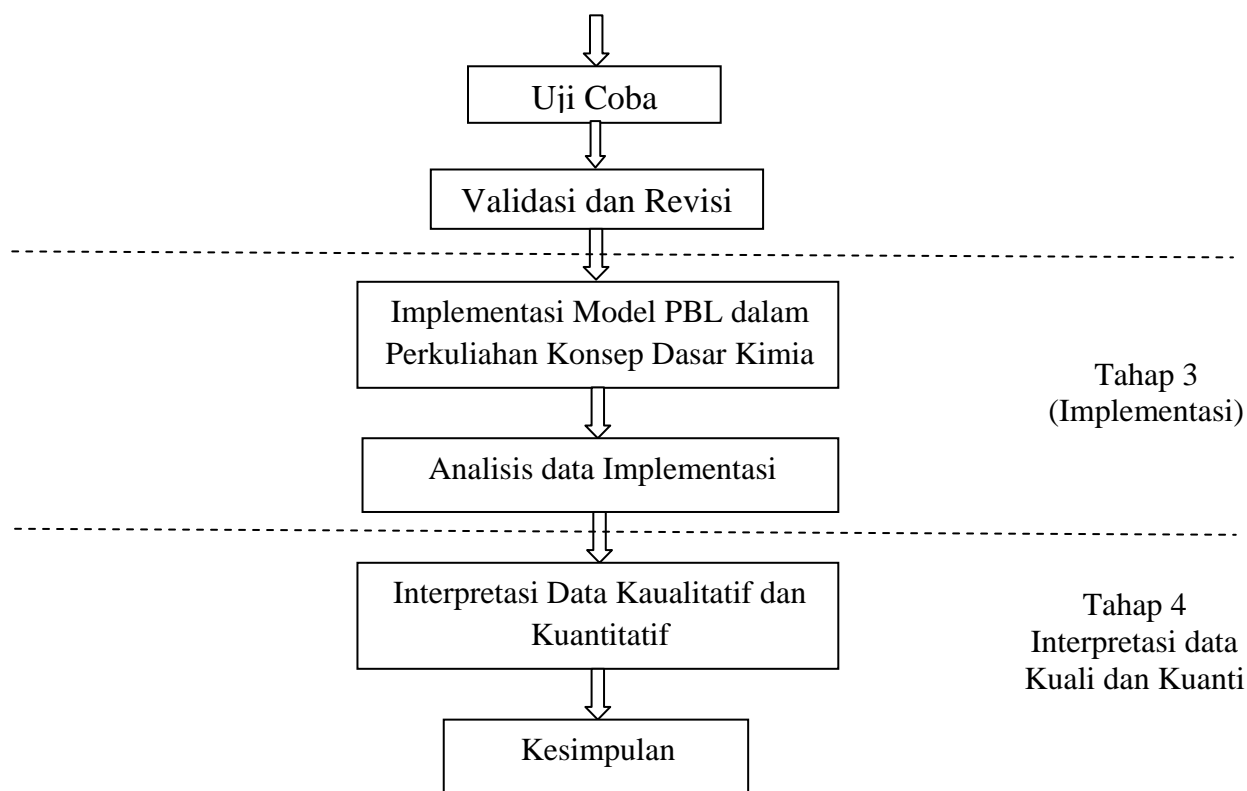 Uji Coba
Validasi dan Revisi
Implementasi Model PBL dalam
Perkuliahan Konsep Dasar Kimia
Tahap 3
(Implementasi)
Analisis data Implementasi
Interpretasi Data Kaualitatif dan
Kuantitatif
Tahap 4
Interpretasi data
Kuali dan Kuanti
Kesimpulan